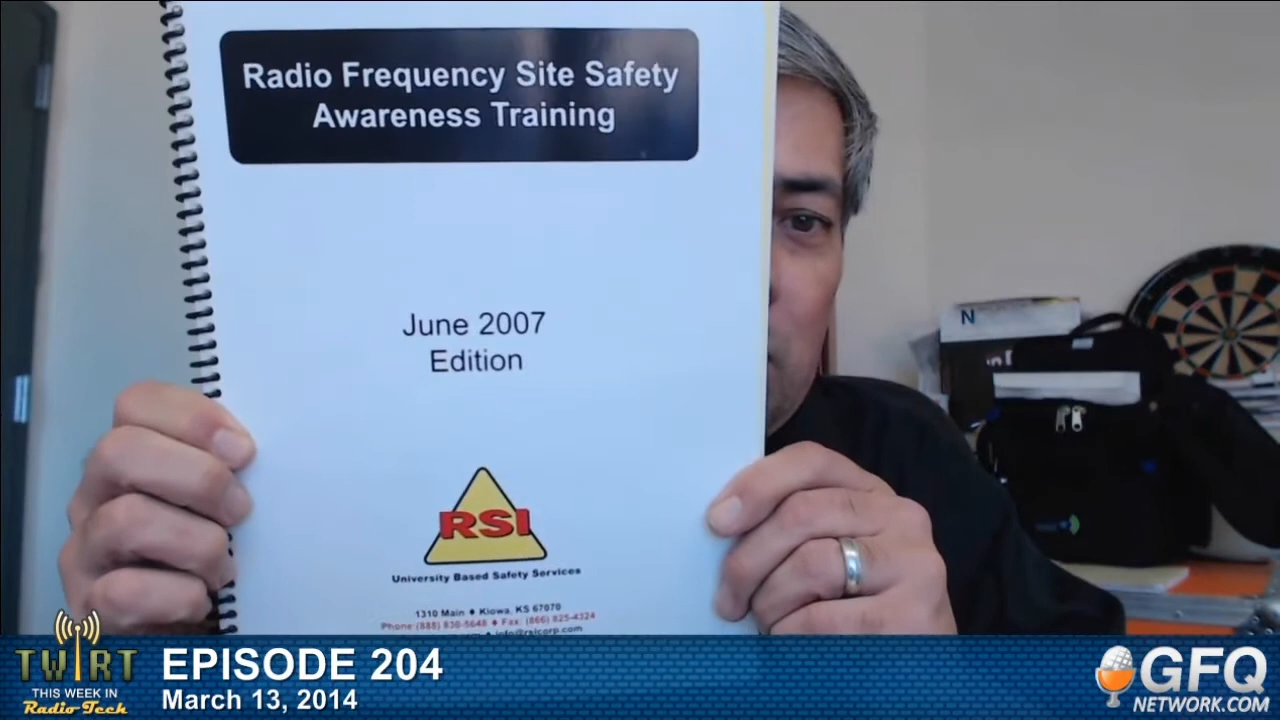 Radio Frequency Site Safety
Awareness Training
June 2007
Edition
RSI
University Based Safety Services
1310 Main ♦ Kiowa, KS 67070
Phone (888) 830-5648 ♦ Fax: (866) 825-4324
♦ info@rsicorp.com
N
TWIRT
THIS WEEK IN
Radio Tech
EPISODE 204
March 13, 2014
GFQ
NETWORK.COM